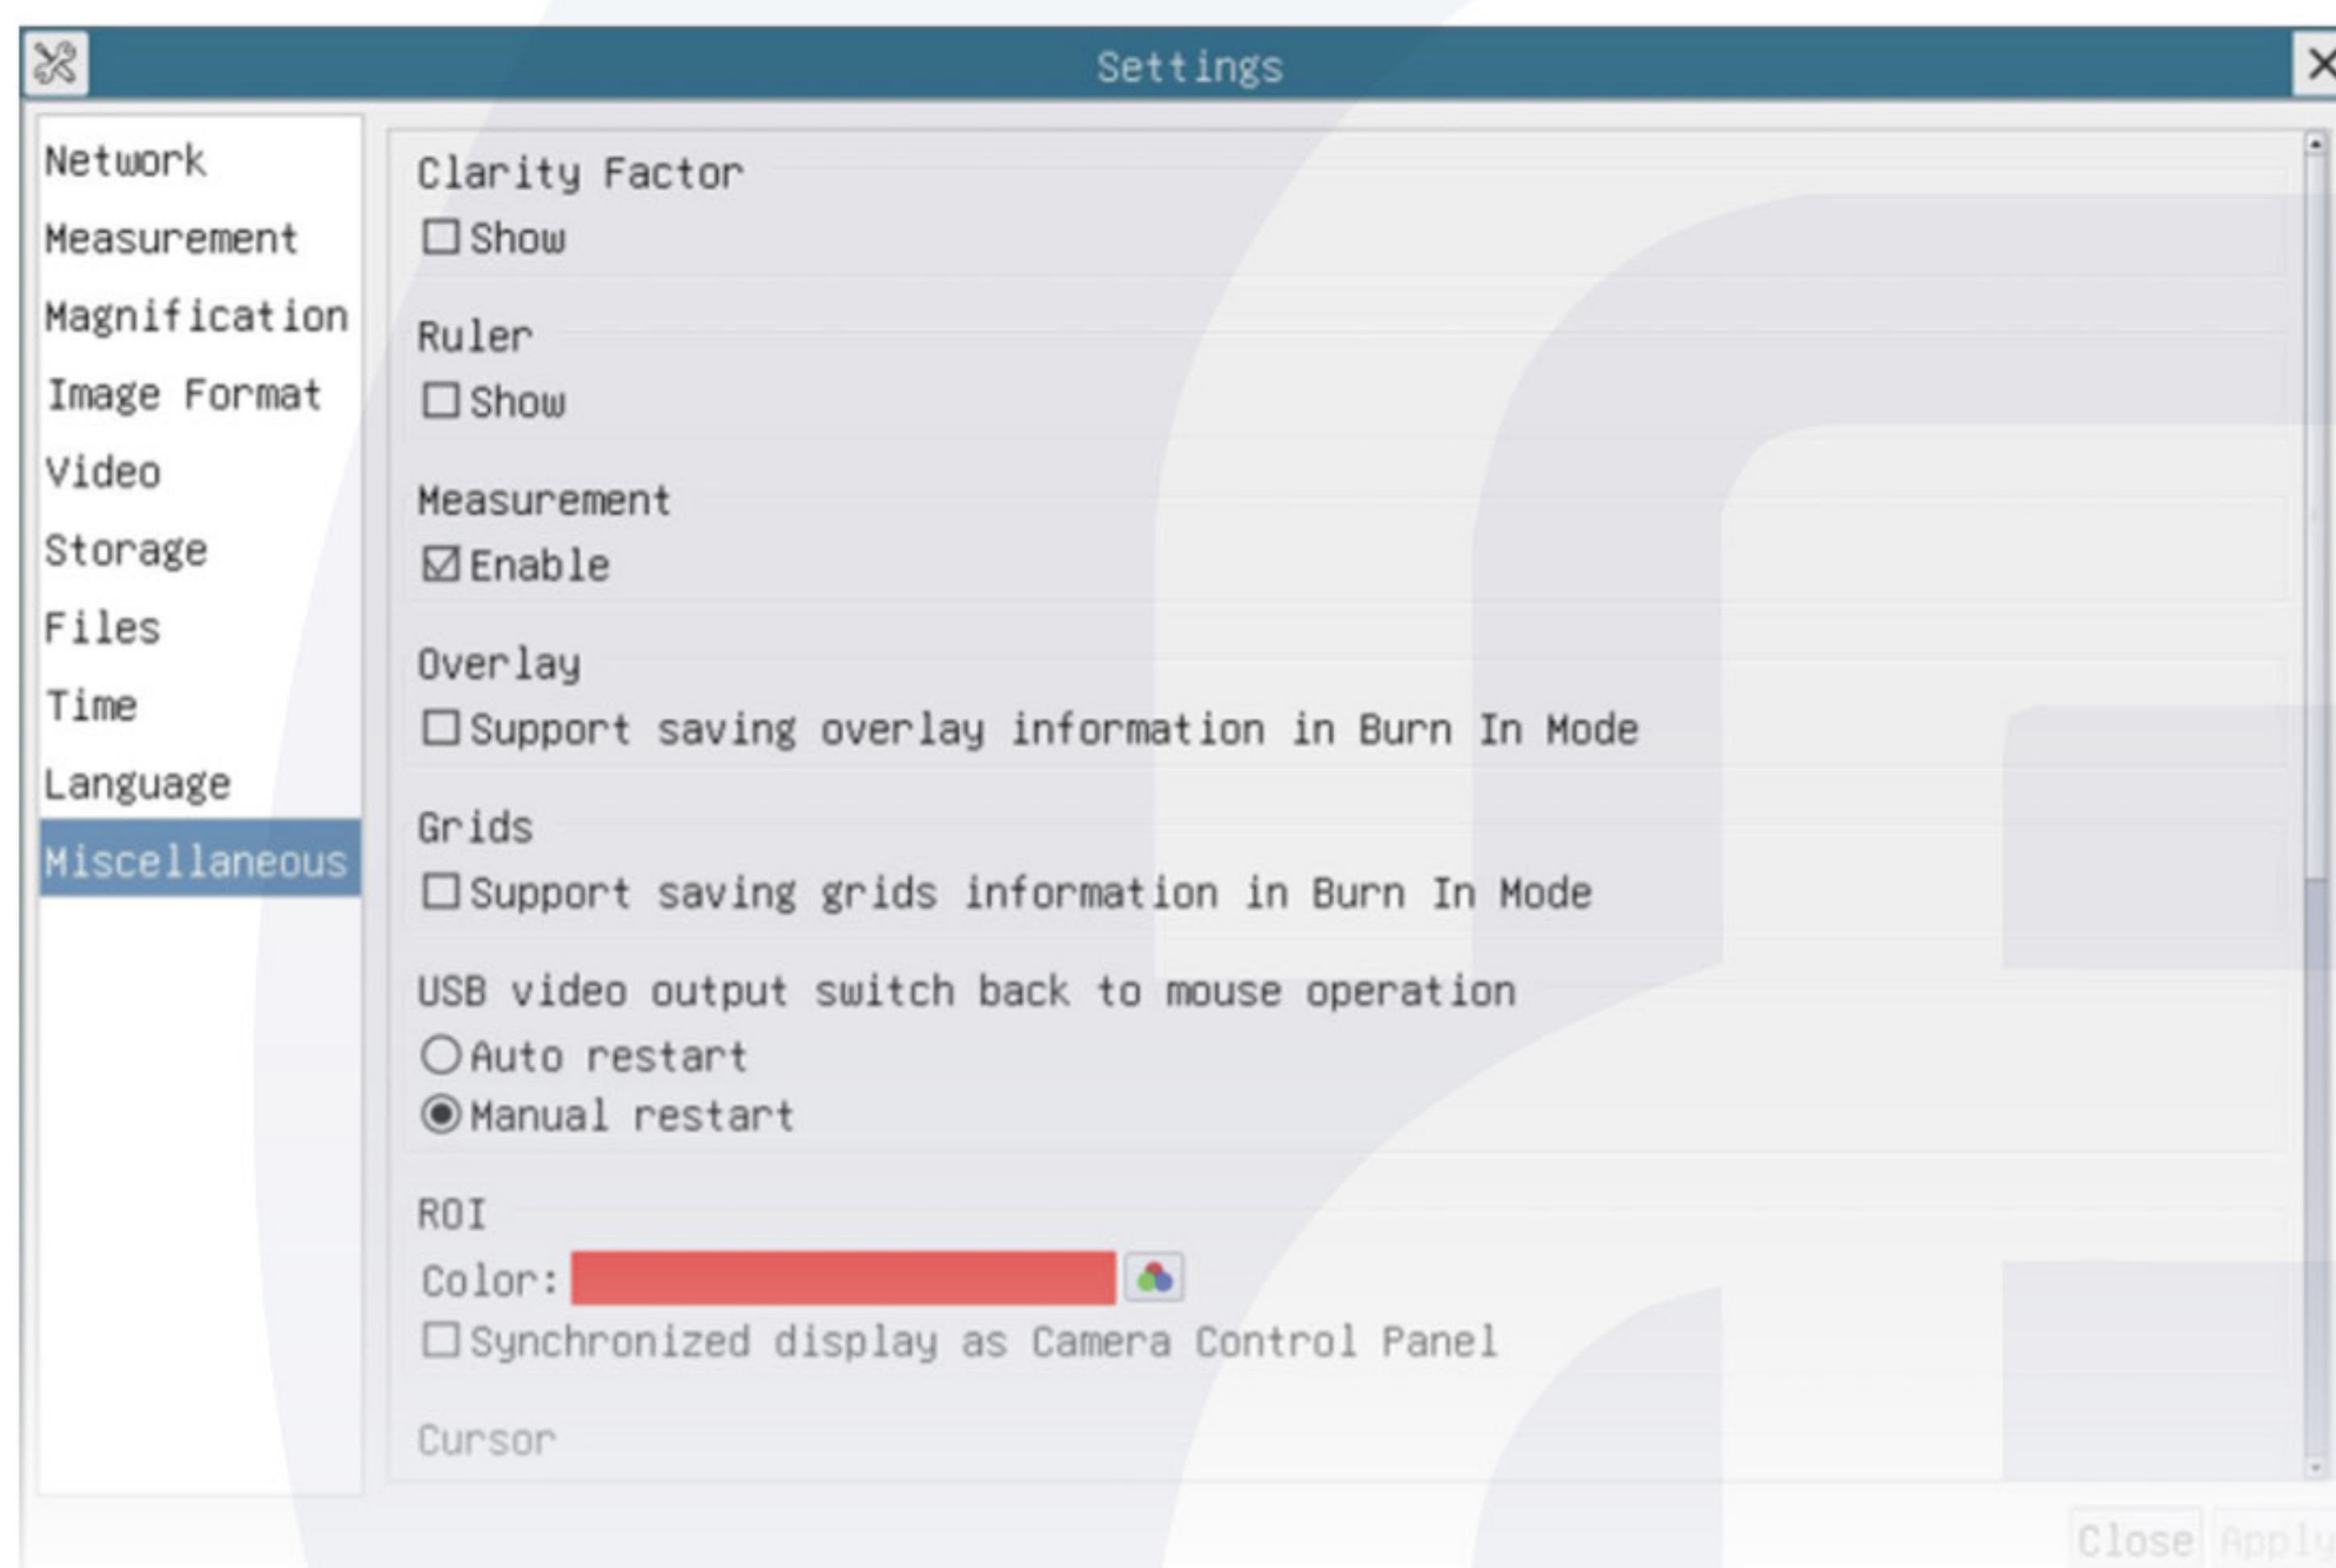 Settings
Network
Measurement
Magnification
Image Format
Video
Storage
Files
Time
Language
Miscellaneous
Clarity Factor
Show
Ruler
Show
Measurement
Enable
Overlay
Support saving overlay information in Burn In Mode
Grids
Support saving grids information in Burn In Mode
USB video output switch back to mouse operation
Auto restart
Manual restart
ROI
Color:
Synchronized display as Camera Control Panel
Cursor
Close Apply